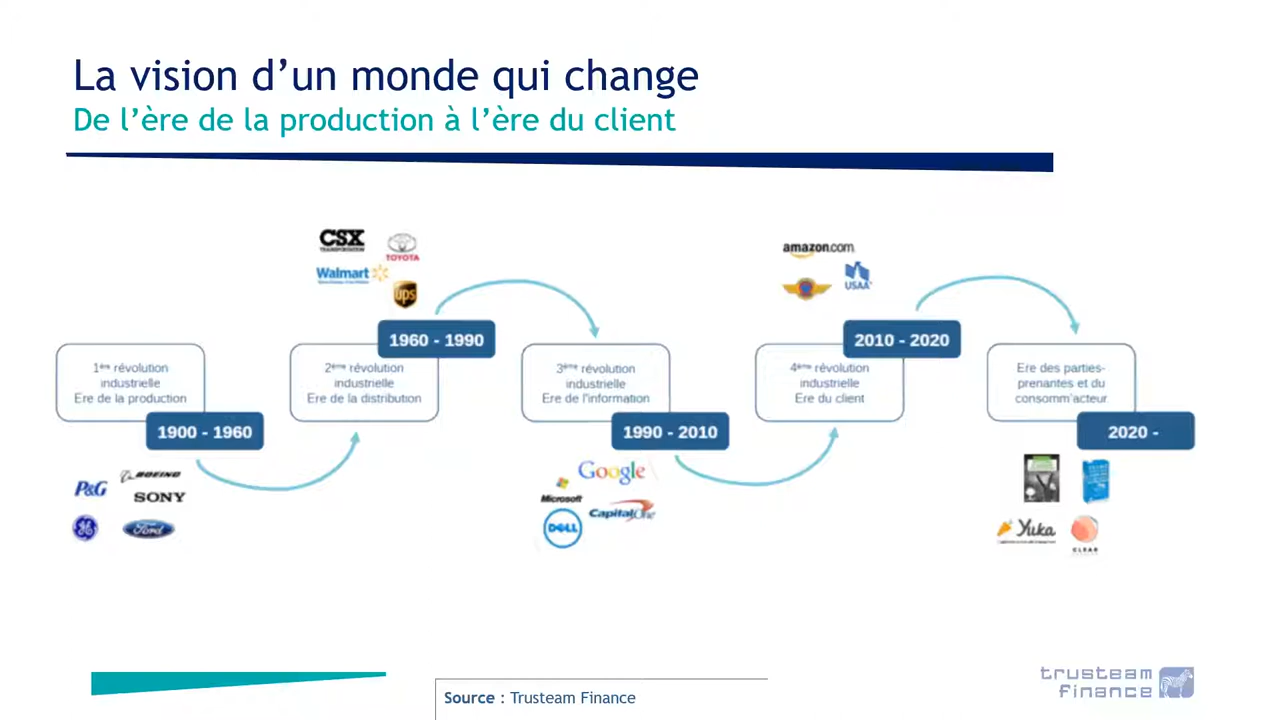 La vision d’un monde qui change
De l’ère de la production à l’ère du client
CSX
TRANSPORTATION
TOYOTA
Walmart
ups
amazon.com
USAA
1960 - 1990
2010 - 2020
1ère révolution
industrielle
Ere de la production
2ème révolution
industrielle
Ere de la distribution
3ème révolution
industrielle
Ere de l'information
4ème révolution
industrielle
Ere du client
Ere des parties-
prenantes et du
consomm'acteur
1900 - 1960
1990 - 2010
2020 -
P&G
BOEING
SONY
Ford
Google
Microsoft
Capital One
DELL
Yuka
CLEAR
Source : Trusteam Finance
trusteam
finance